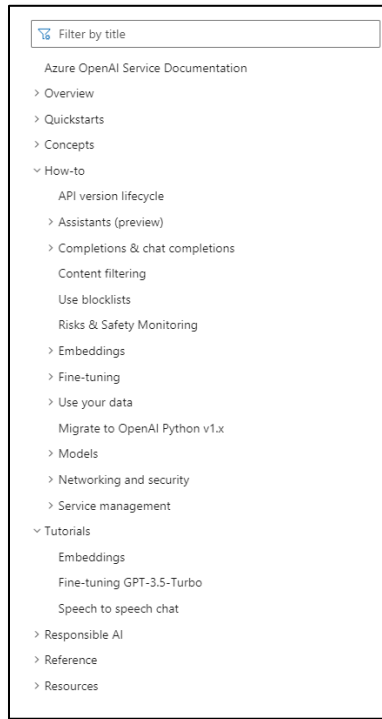 Filter by title
Azure OpenAI Service Documentation
Overview
Quickstarts
Concepts
How-to
API version lifecycle
Assistants (preview)
Completions & chat completions
Content filtering
Use blocklists
Risks & Safety Monitoring
Embeddings
Fine-tuning
Use your data
Migrate to OpenAI Python v1.x
Models
Networking and security
Service management
Tutorials
Embeddings
Fine-tuning GPT-3.5-Turbo
Speech to speech chat
Responsible AI
Reference
Resources